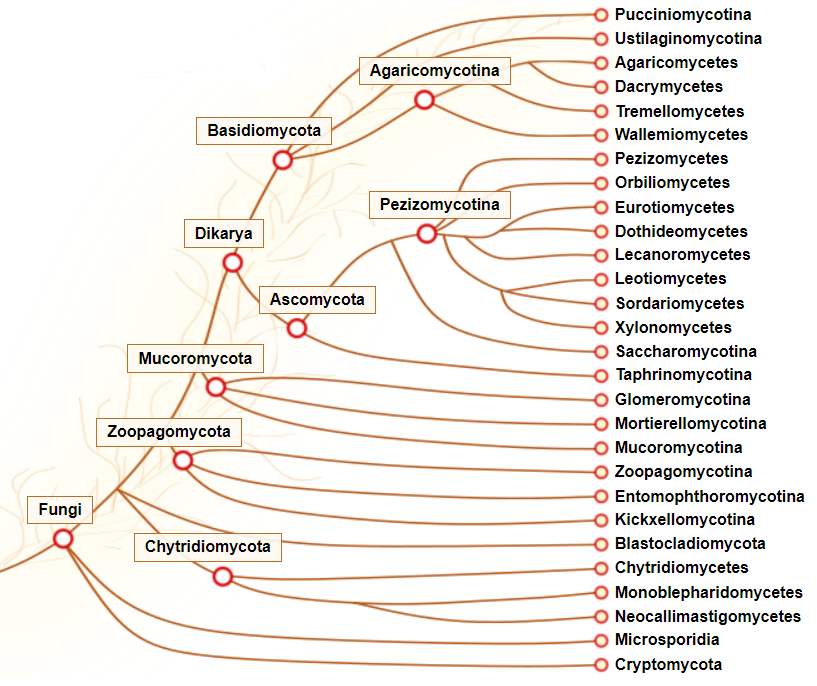 Pucciniomycotina
Ustilaginomycotina
Agaricomycetes
Agaricomycotina
Dacrymycetes
Tremellomycetes
Basidiomycota
Wallemiomycetes
Pezizomycetes
Orbiliomycetes
Pezizomycotina
Eurotiomycetes
Dikarya
Dothideomycetes
Lecanoromycetes
Leotiomycetes
Ascomycota
Sordariomycetes
Xylonomycetes
Mucoromycota
Saccharomycotina
Taphrinomycotina
Glomeromycotina
Mortierellomycotina
Zoopagomycota
Mucoromycotina
Zoopagomycotina
Entomophthoromycotina
Fungi
Kickxellomycotina
Chytridiomycota
Blastocladiomycota
Chytridiomycetes
Monoblepharidomycetes
Neocallimastigomycetes
Microsporidia
Cryptomycota